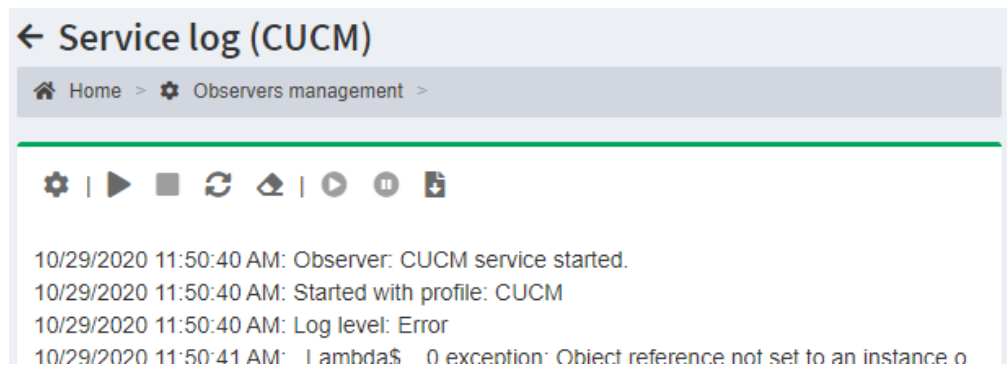 Service log (CUCM)
Home > Observers management >
| |
10/29/2020 11:50:40 AM: Observer: CUCM service started.
10/29/2020 11:50:40 AM: Started with profile: CUCM
10/29/2020 11:50:40 AM: Log level: Error
10/29/2020 11:50:41 AM: _Lambda$__0 exception: Object reference not set to an instance o